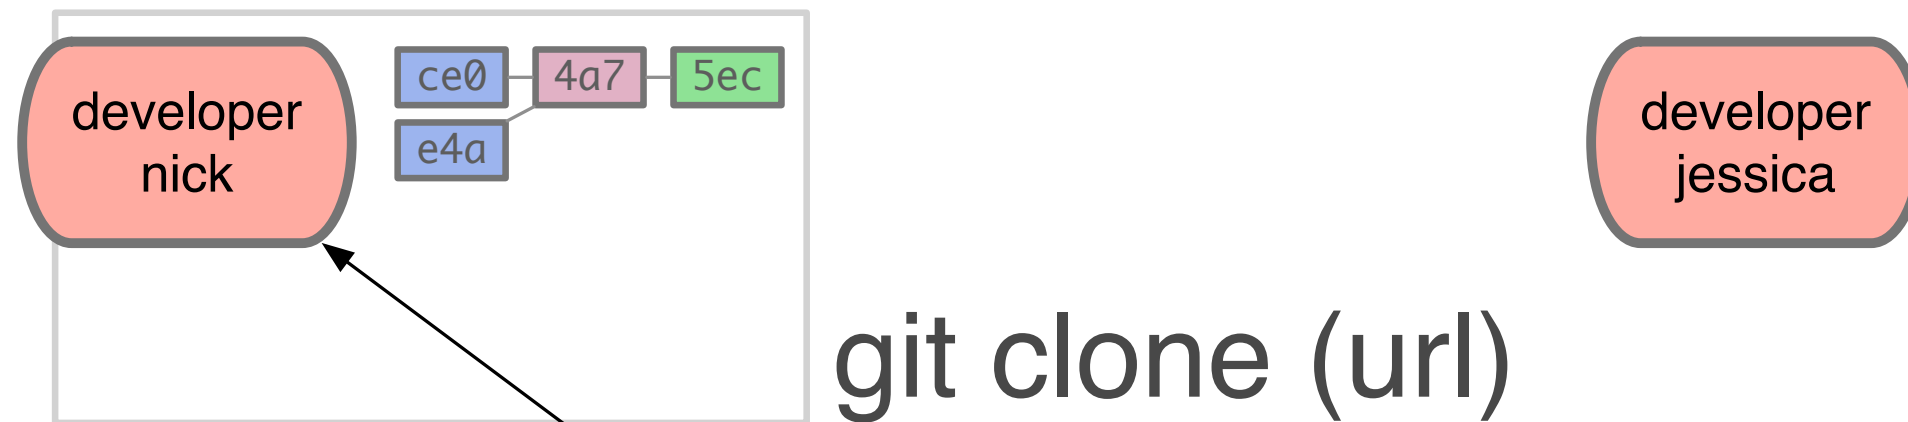 developer
nick
ce0
4a7
5ec
e4a
developer
jessica
git clone (url)